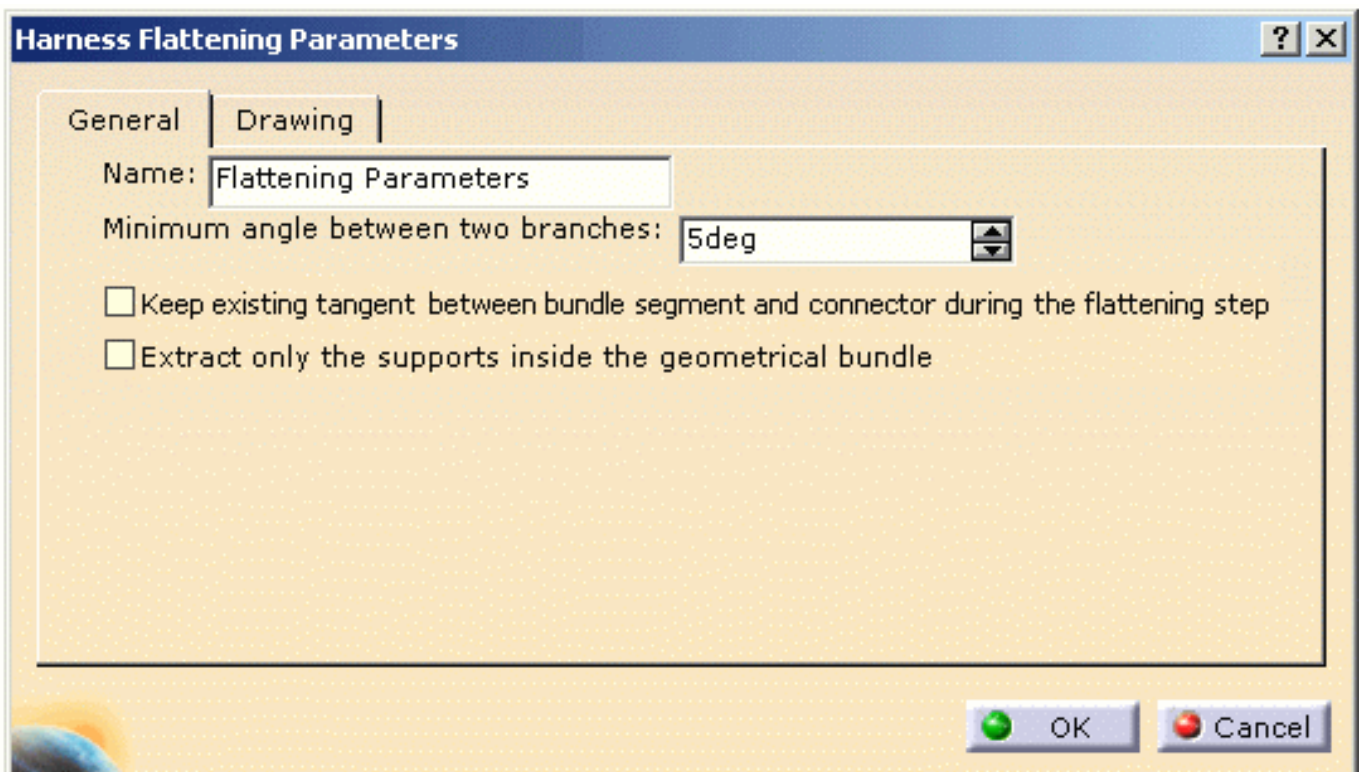 Harness Flattening Parameters
General Drawing
Name: Flattening Parameters
Minimum angle between two branches: 5deg
Keep existing tangent between bundle segment and connector during the flattening step
Extract only the supports inside the geometrical bundle
OK Cancel